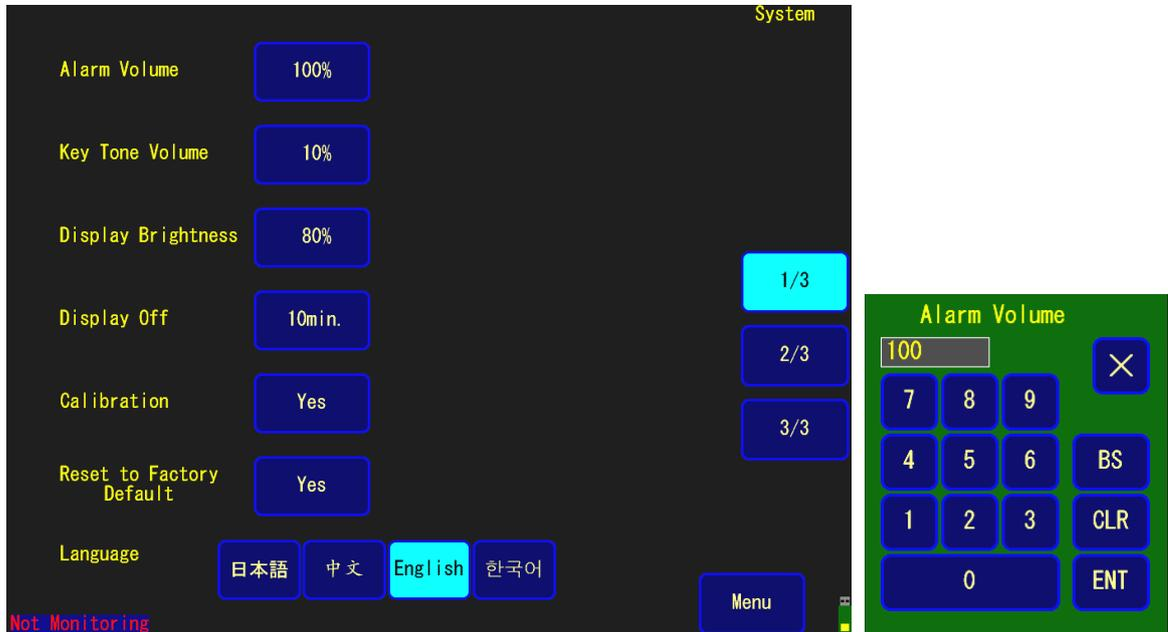 System
Alarm Volume
100%
Key Tone Volume
10%
Display Brightness
80%
Display Off
10min.
Calibration
Yes
Reset to Factory
Default
Yes
Language
日本語 中文 English 한국어
1/3
2/3
3/3
Menu
Not Monitoring
Alarm Volume
100
×
7 8 9
4 5 6 BS
1 2 3 CLR
0 ENT